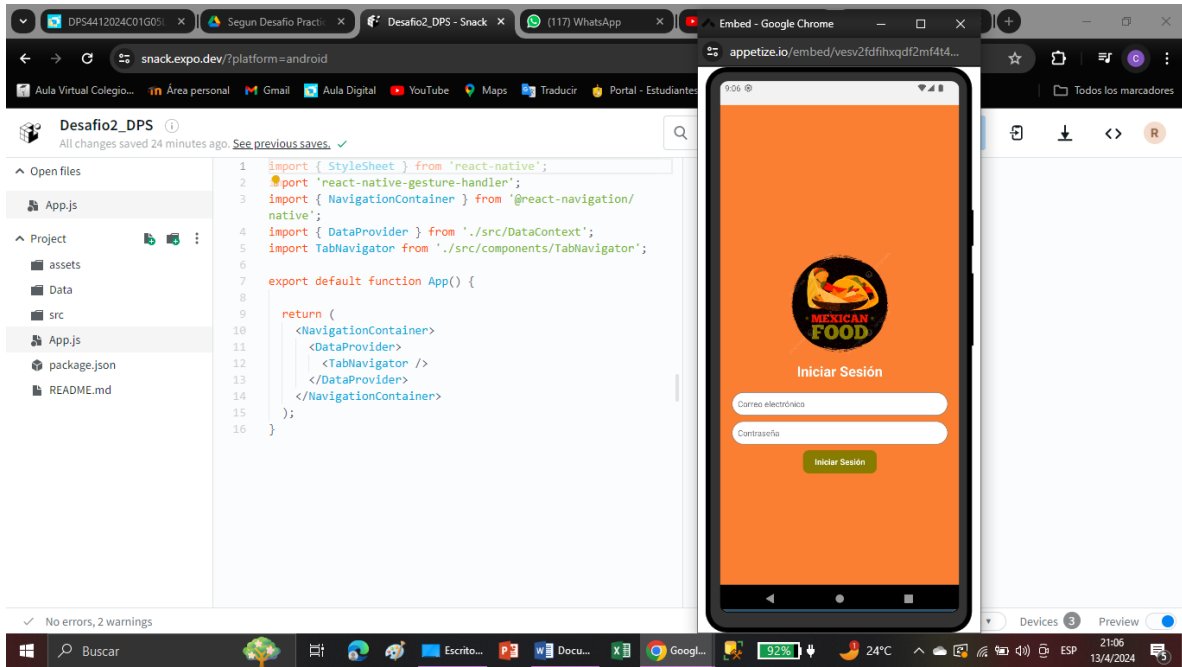 DPS4412024C01G05L
Segun Desafio Practic
Desafio2_DPS - Snack
(117) WhatsApp
Embed - Google Chrome
snack.expo.dev/?platform=android
appetize.io/embed/vesv2fdfihxqdf2mf4t4...
Aula Virtual Colegio...
Área personal
Gmail
Aula Digital
YouTube
Maps
Traducir
Portal - Estudiantes
Todos los marcadores
Desafio2_DPS
All changes saved 24 minutes ago. See previous saves.
R
C
Open files
App.js
Project
assets
Data
src
App.js
package.json
README.md
1 import { StyleSheet } from 'react-native';
2 port 'react-native-gesture-handler';
3 import { NavigationContainer } from '@react-navigation/
native';
4 import { DataProvider } from './src/DataContext';
5 import TabNavigator from './src/components/TabNavigator';
6
7 export default function App() {
8
9 return (
10 <NavigationContainer>
11 <DataProvider>
12 <TabNavigator />
13 </DataProvider>
14 </NavigationContainer>
15 );
16 }
9:06
MEXICAN
FOOD
Iniciar Sesión
Correo electrónico
Contraseña
Iniciar Sesión
No errors, 2 warnings
Devices 3
Preview
Buscar
Escrito...
Docu...
Googl...
92%
24°C
ESP
21:06
13/4/2024
5